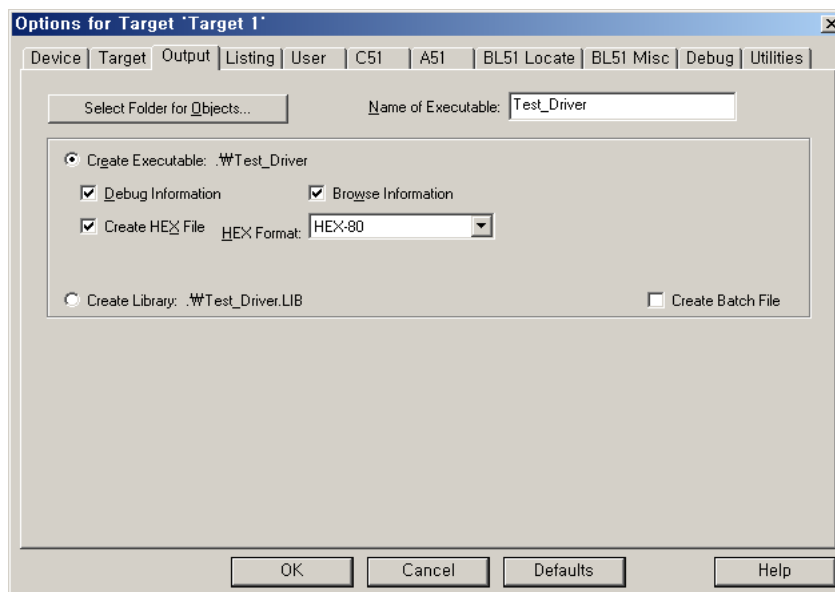 Options for Target 'Target 1'
Device Target Output Listing User C51 A51 BL51 Locate BL51 Misc Debug Utilities
Select Folder for Objects... Name of Executable: Test_Driver
Create Executable: .₩Test_Driver
Debug Information Browse Information
Create HEX File HEX Format: HEX-80
Create Library: .₩Test_Driver.LIB Create Batch File
OK Cancel Defaults Help